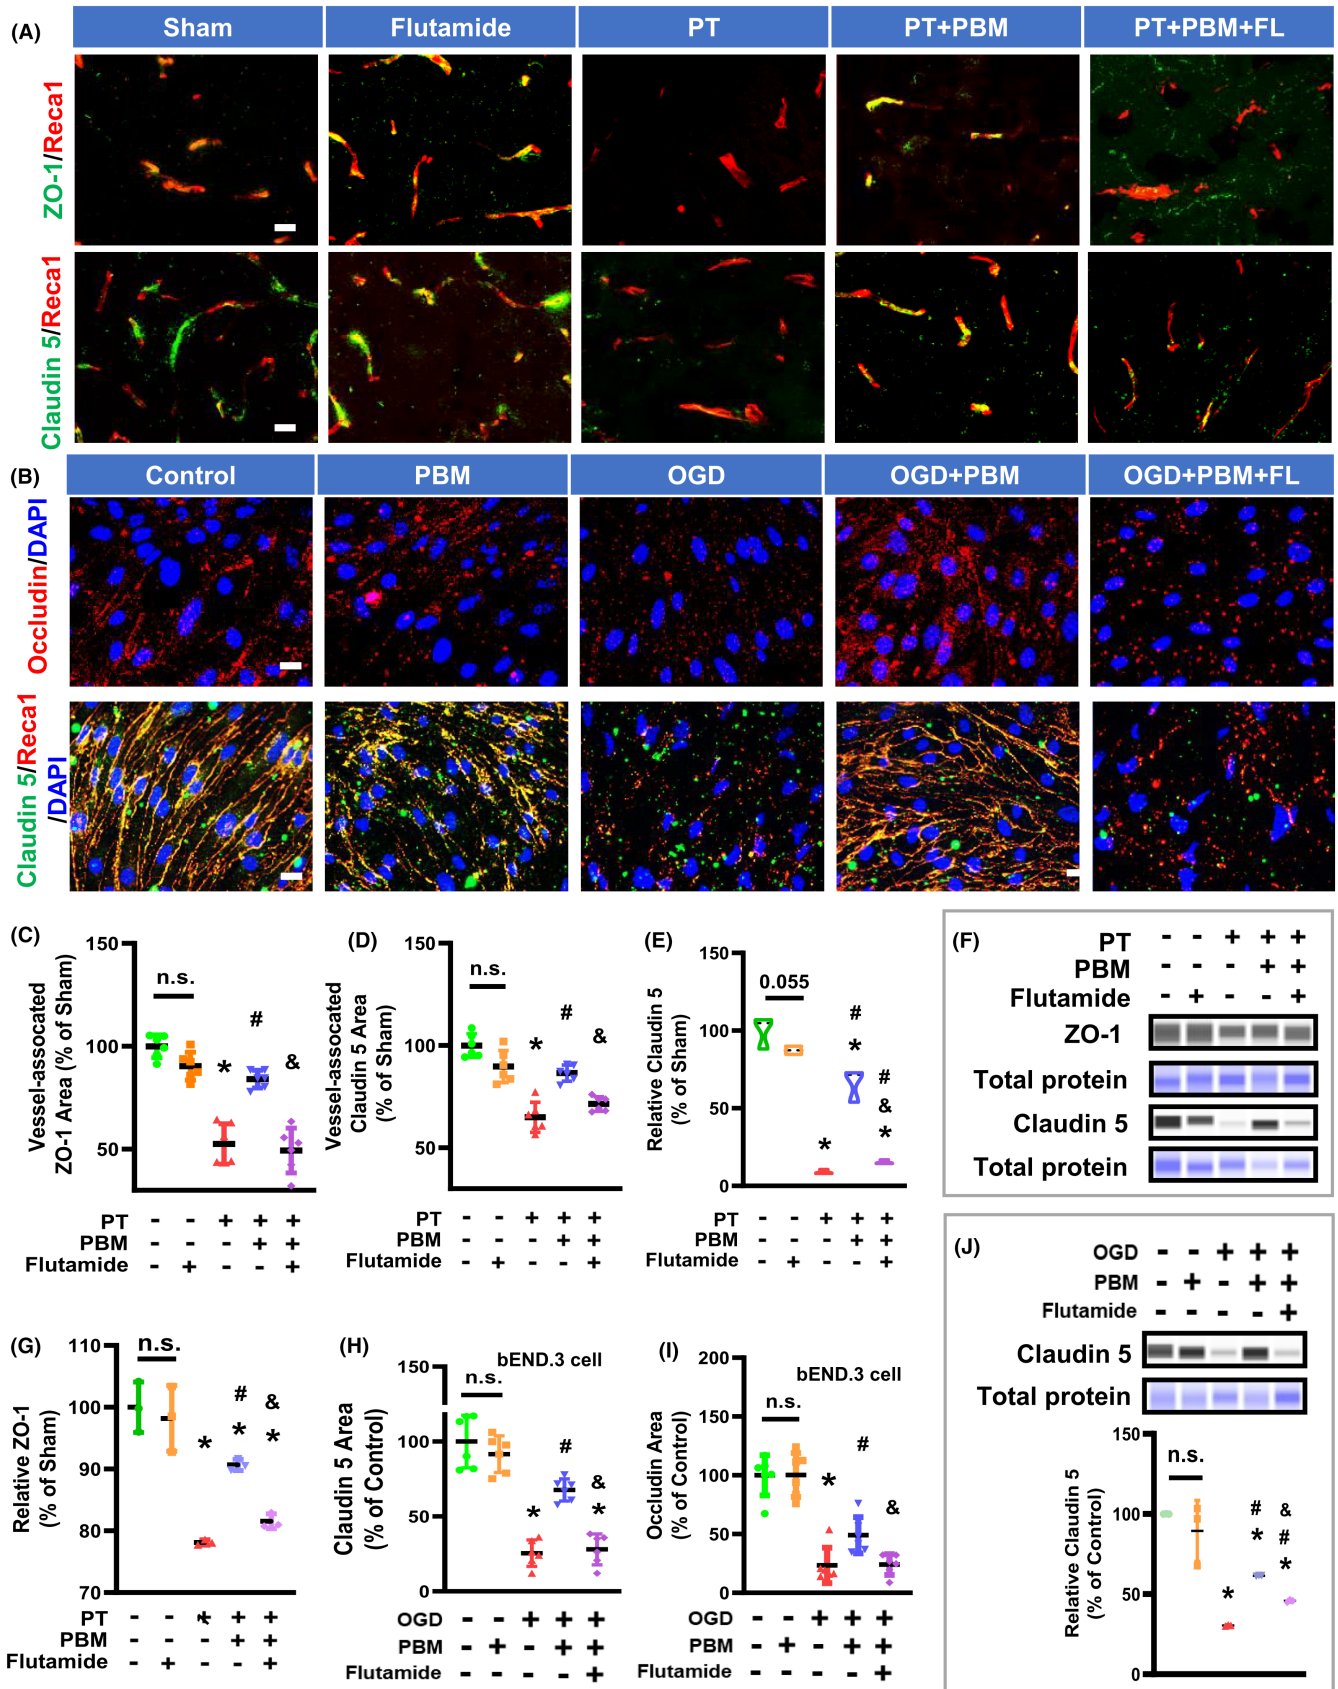 (A)
Sham Flutamide PT PT+PBM PT+PBM+FL
ZO-1/Reca1
Claudin 5/Reca1
(B)
Control PBM OGD OGD+PBM OGD+PBM+FL
Occludin/DAPI
Claudin 5/Reca1
/DAPI
(C)
Vessel-assocated
ZO-1 Area (% of Sham)
150
100
50
n.s.
* # &
PT - - + + +
PBM - - - + +
Flutamide - + - - +
(D)
Vessel-assocated
Claudin 5 Area
(% of Sham)
150
100
50
n.s.
* # &
PT - - + + +
PBM - - - + +
Flutamide - + - - +
(E)
Relative Claudin 5
(% of Sham)
150
100
50
0
0.055
*
#
*
#
&
*
PT - - + + +
PBM - - - + +
Flutamide - + - - +
(F)
PT - - + + +
PBM - - - + +
Flutamide - + - - +
ZO-1
Total protein
Claudin 5
Total protein
(G)
Relative ZO-1
(% of Sham)
110
100
90
80
70
n.s.
*
#
*
&
*
PT - - + + +
PBM - - - + +
Flutamide - + - - +
(H)
bEND.3 cell
Claudin 5 Area
(% of Control)
150
100
50
0
n.s.
*
#
&
*
OGD - - + + +
PBM - + - + +
Flutamide - - - - +
(I)
bEND.3 cell
Occludin Area
(% of Control)
200
150
100
50
0
n.s.
* # &
OGD - - + + +
PBM - + - + +
Flutamide - - - - +
(J)
OGD - - + + +
PBM - + - + +
Flutamide - - - - +
Claudin 5
Total protein
Relative Claudin 5
(% of Control)
150
100
50
0
n.s.
*
#
*
&
#
*